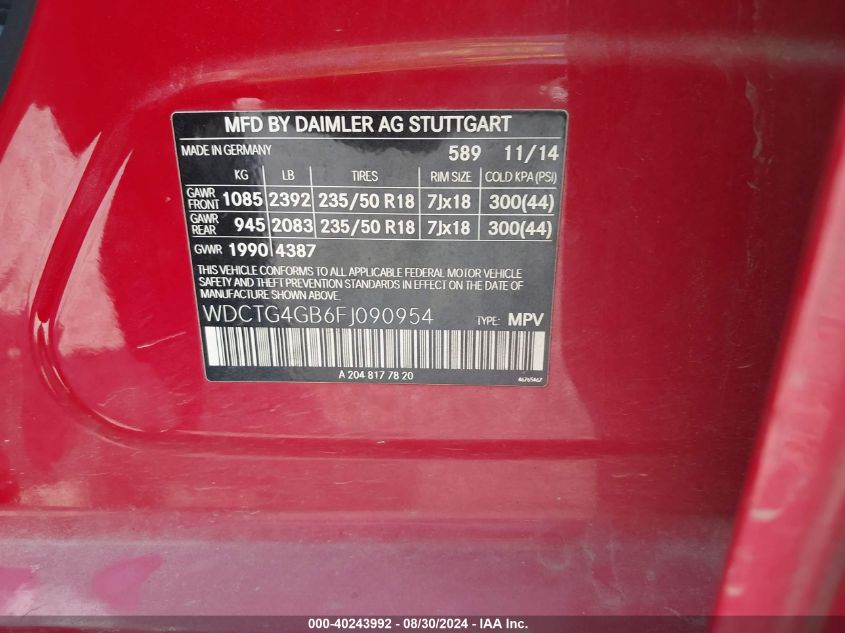 MFD BY DAIMLER AG STUTTGART
MADE IN GERMANY 589 11/14
KG LB TIRES RIM SIZE COLD KPA (PSI)
GAWR FRONT 1085 2392 235/50 R18 7Jx18 300(44)
GAWR REAR 945 2083 235/50 R18 7Jx18 300(44)
GVWR 1990 4387
THIS VEHICLE CONFORMS TO ALL APPLICABLE FEDERAL MOTOR VEHICLE
SAFETY AND THEFT PREVENTION STANDARDS IN EFFECT ON THE DATE OF
MANUFACTURE SHOWN ABOVE.
WDCTG4GB6FJ090954 TYPE: MPV
A 204 817 78 20 46765467
000-40243992 - 08/30/2024 - IAA Inc.